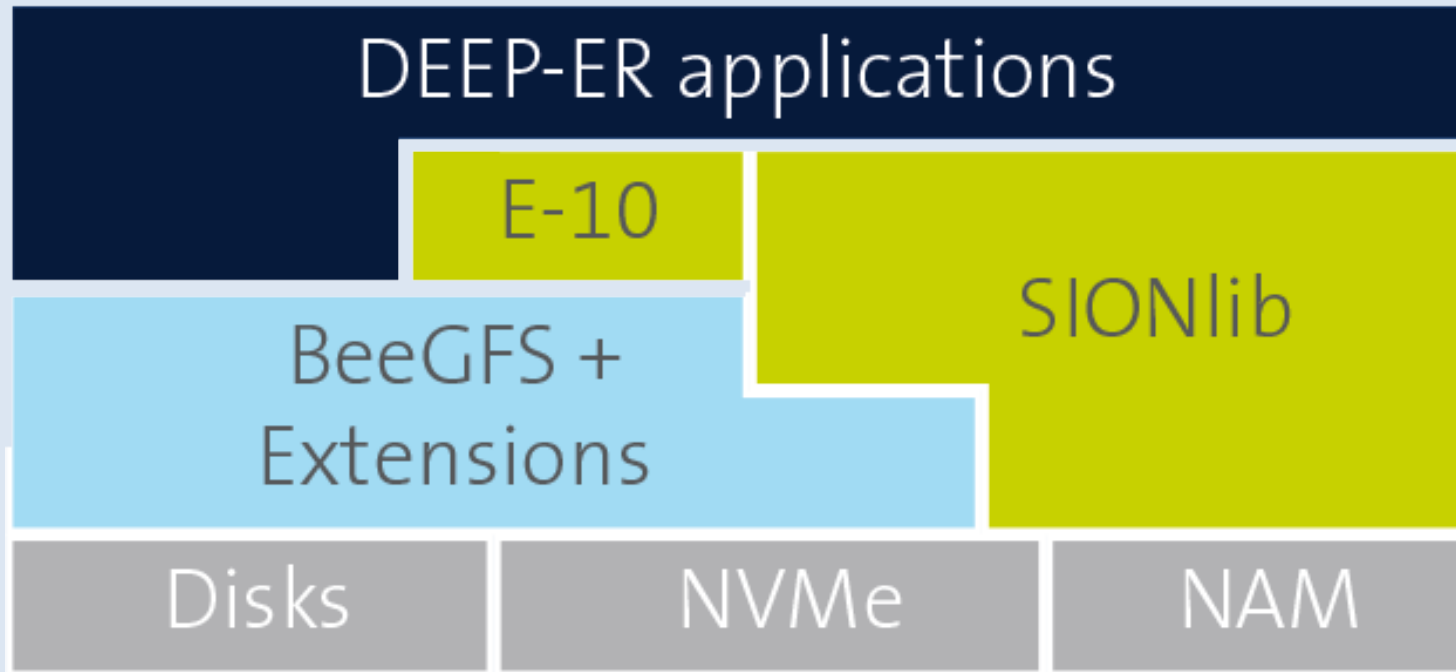 DEEP-ER applications
E-10
SIONlib
BeeGFS +
Extensions
Disks
NVMe
NAM